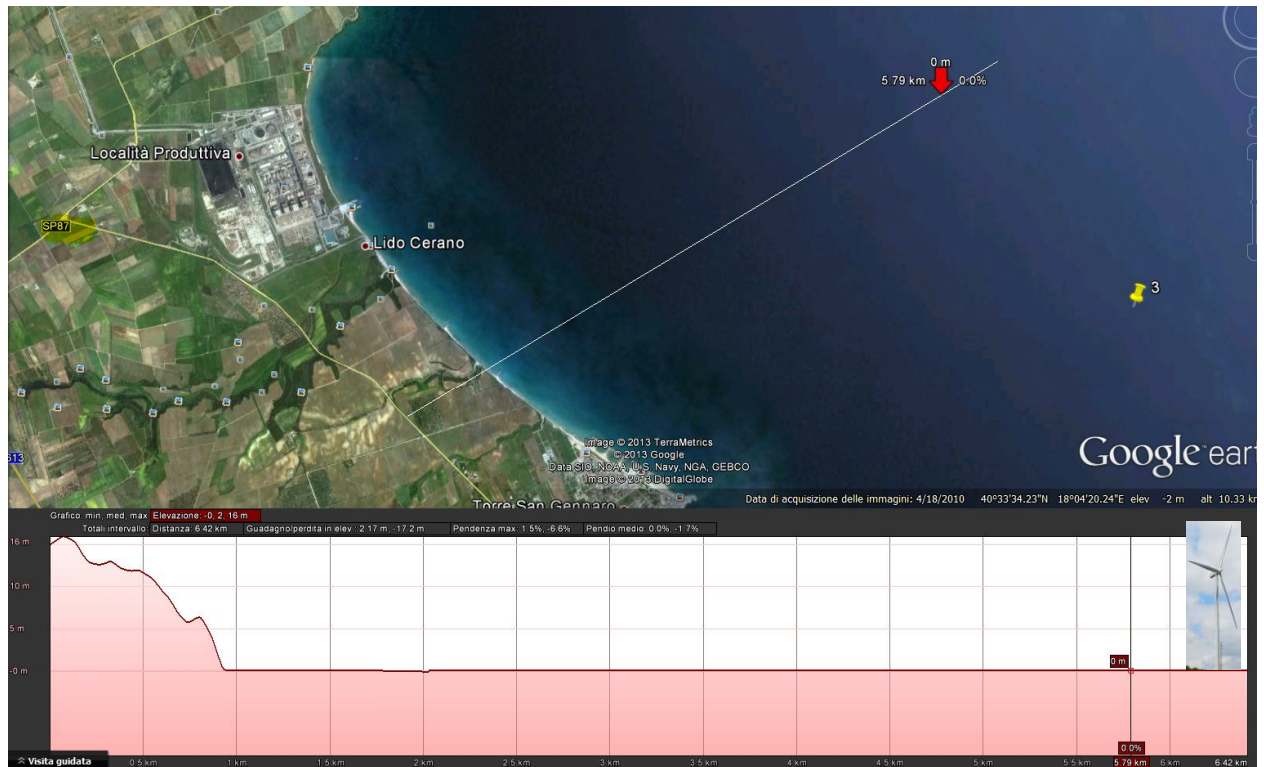 0 m
5.79 km 0.0%
Località Produttiva
SP87
Lido Cerano
3
Image © 2013 TerraMetrics
© 2013 Google
Data SIO, NOAA, U.S. Navy, NGA, GEBCO
Image © 2013 DigitalGlobe
Google ear
S13
Torre San Gennaro
Data di acquisizione delle immagini: 4/18/2010 40°33'34.23"N 18°04'20.24"E elev -2 m alt 10.33 km
Grafico: min, med, max Elevazione: -0, 2, 16 m
Totali intervallo: Distanza: 6.42 km Guadagno/perdita in elev.: 2.17 m, -17.2 m Pendenza max: 1.5%, -6.6% Pendio medio: 0.0%, -1.7%
16 m
10 m
5 m
-0 m
0 m
0.0%
Visita guidata 0.5 km 1 km 1.5 km 2 km 2.5 km 3 km 3.5 km 4 km 4.5 km 5 km 5.5 km 5.79 km 6 km 6.42 km